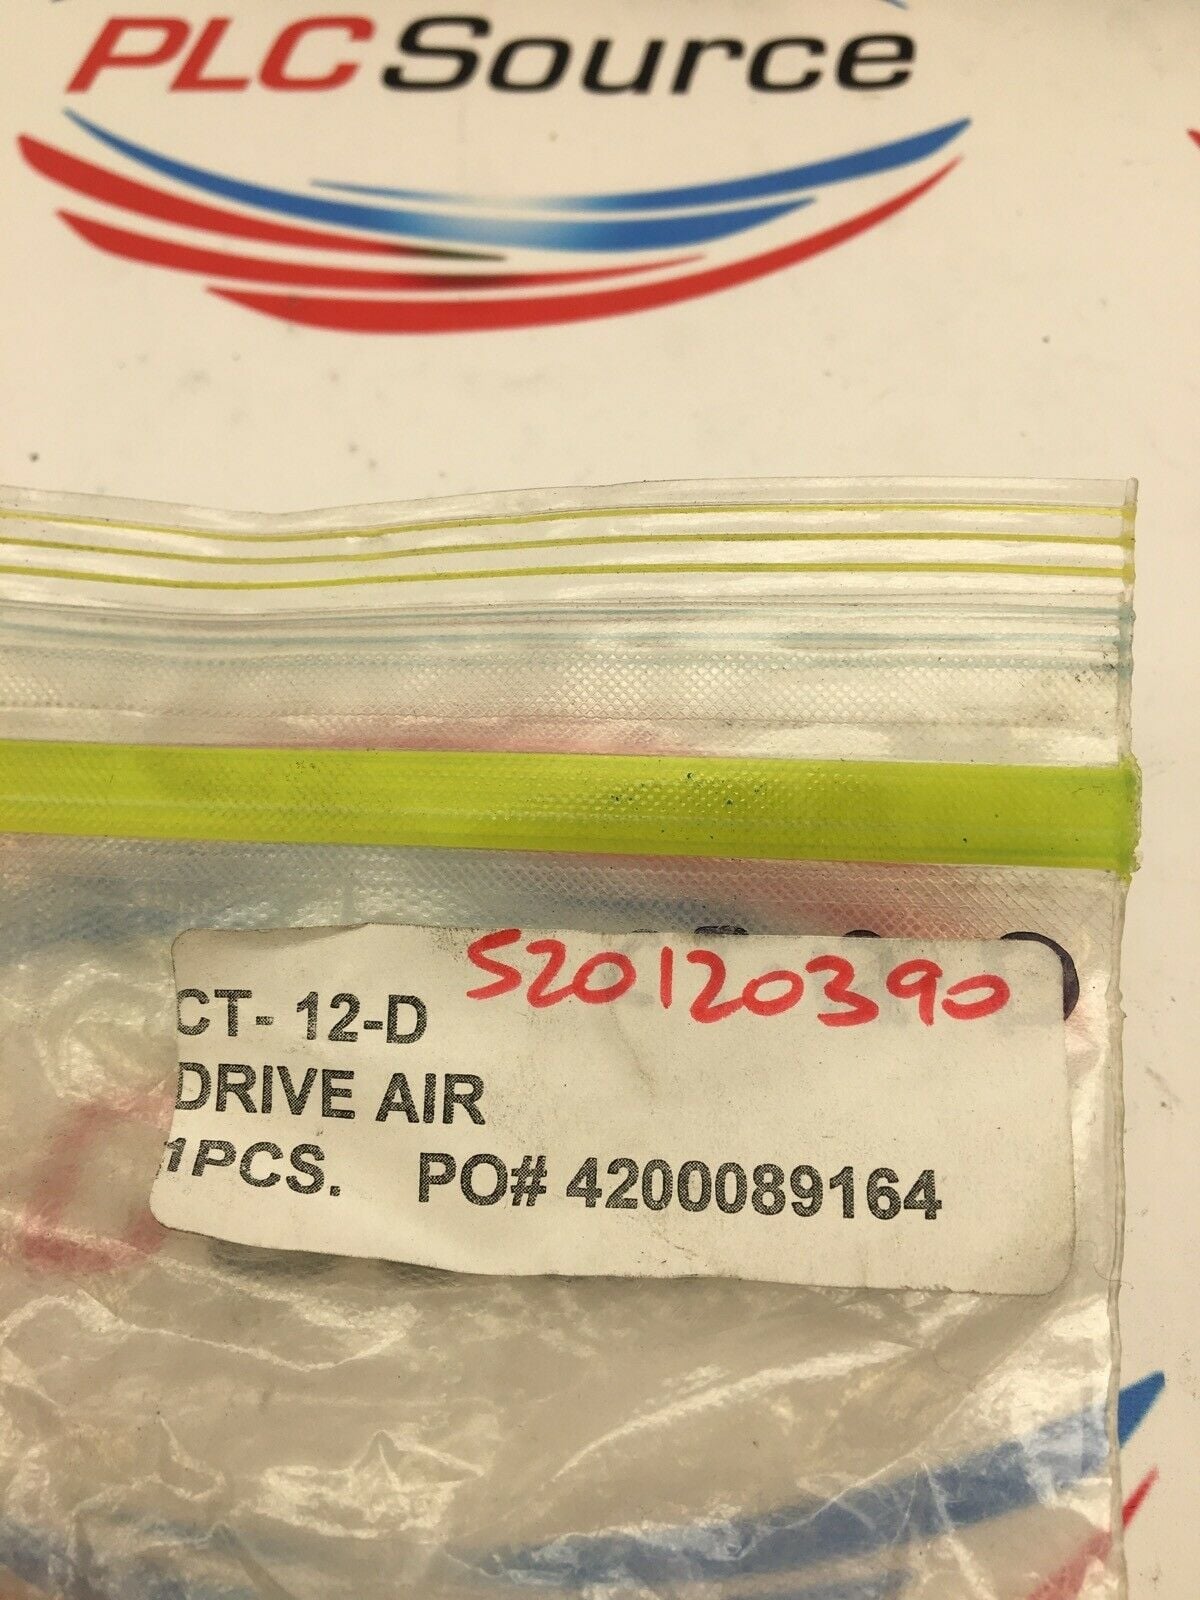 PLC Source
520120390
CT- 12-D
DRIVE AIR
1PCS. PO# 4200089164